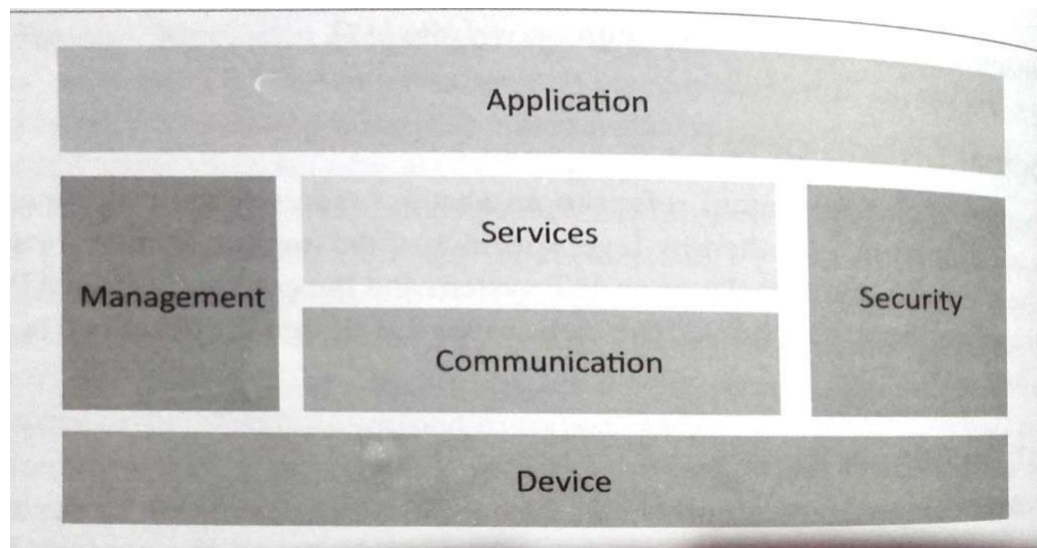 Application
Services
Management
Security
Communication
Device